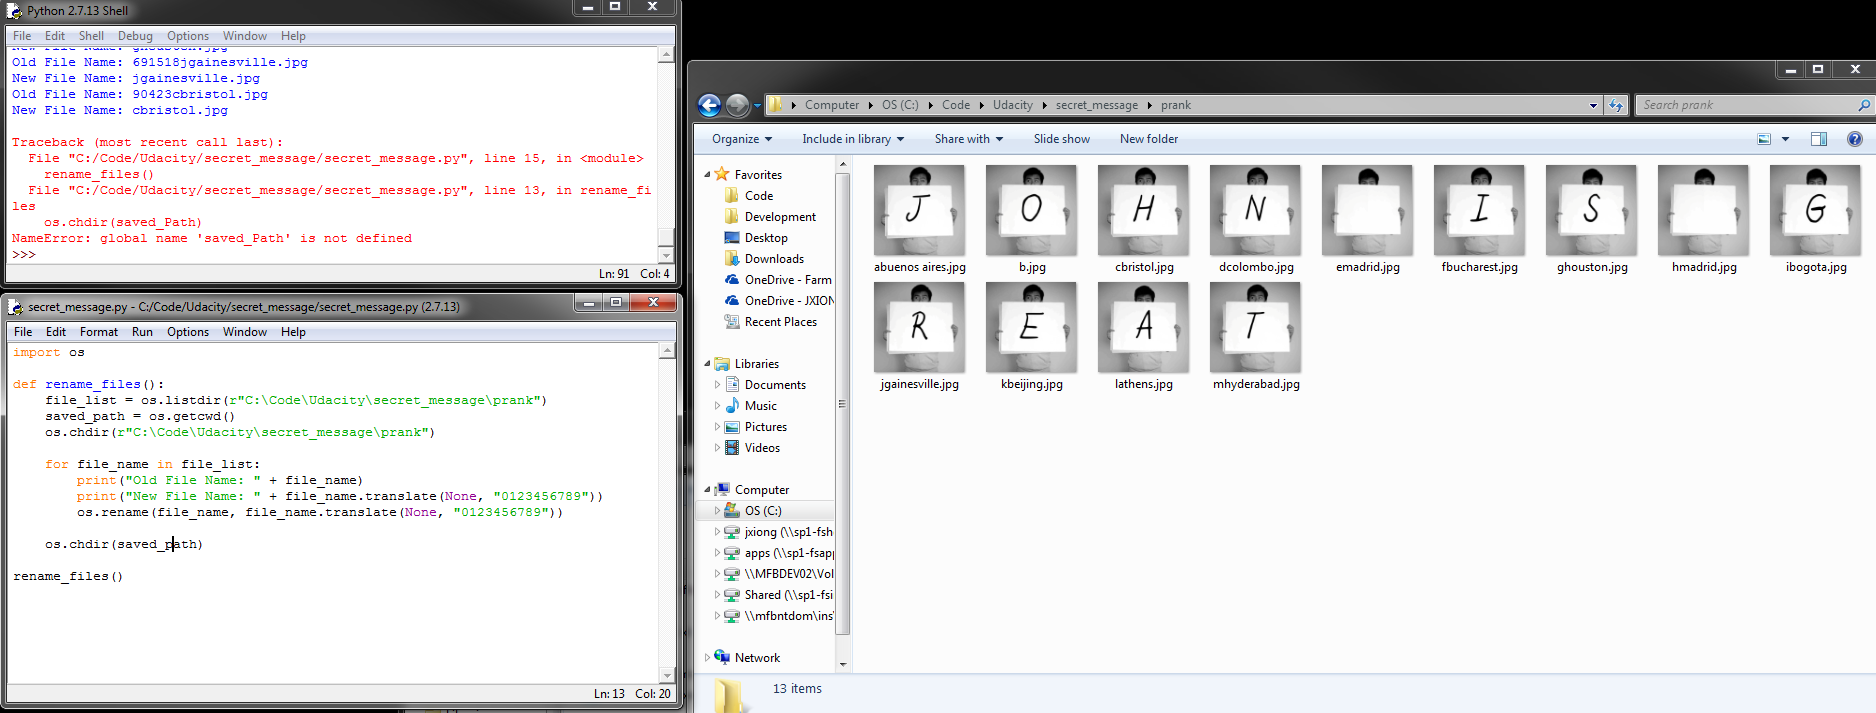 Python 2.7.13 Shell
File Edit Shell Debug Options Window Help
New File Name: ghouston.jpg
Old File Name: 691518jgainesville.jpg
New File Name: jgainesville.jpg
Old File Name: 90423cbristol.jpg
New File Name: cbristol.jpg
Traceback (most recent call last):
  File "C:/Code/Udacity/secret_message/secret_message.py", line 15, in <module>
    rename_files()
  File "C:/Code/Udacity/secret_message/secret_message.py", line 13, in rename_fi
les
    os.chdir(saved_Path)
NameError: global name 'saved_Path' is not defined
>>>
Ln: 91 Col: 4
secret_message.py - C:/Code/Udacity/secret_message/secret_message.py (2.7.13)
File Edit Format Run Options Window Help
import os
def rename_files():
    file_list = os.listdir(r"C:\Code\Udacity\secret_message\prank")
    saved_path = os.getcwd()
    os.chdir(r"C:\Code\Udacity\secret_message\prank")
    for file_name in file_list:
        print("Old File Name: " + file_name)
        print("New File Name: " + file_name.translate(None, "0123456789"))
        os.rename(file_name, file_name.translate(None, "0123456789"))
    os.chdir(saved_path)
rename_files()
Ln: 13 Col: 20
Computer OS (C:) Code Udacity secret_message prank
Search prank
Organize Include in library Share with Slide show New folder
Favorites
Code
Development
Desktop
Downloads
OneDrive - Farm
OneDrive - JXION
Recent Places
Libraries
Documents
Music
Pictures
Videos
Computer
OS (C:)
jxiong (\\sp1-fsh
apps (\\sp1-fsapp
\\MFBDEV02\Vol
Shared (\\sp1-fsi
\\mfbntdom\ins
Network
J O H N I S G
abuenos aires.jpg b.jpg cbristol.jpg dcolombo.jpg emadrid.jpg fbucharest.jpg ghouston.jpg hmadrid.jpg ibogota.jpg
R E A T
jgainesville.jpg kbeijing.jpg lathens.jpg mhyderabad.jpg
13 items